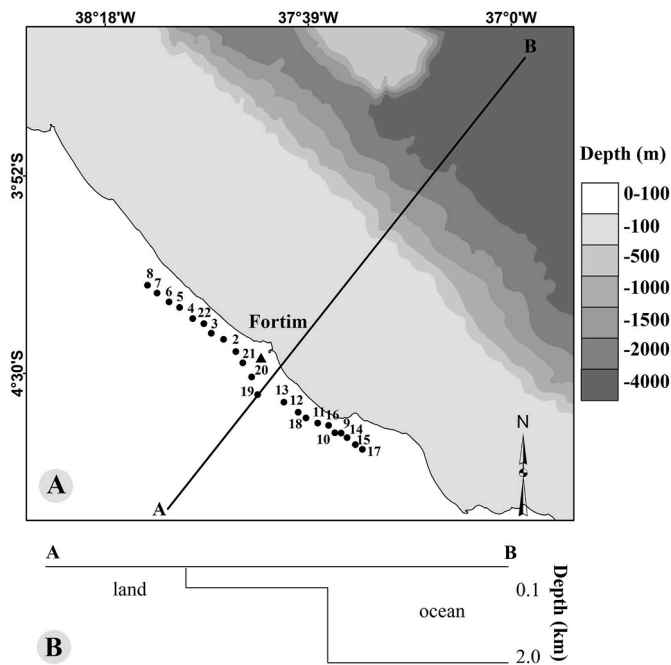 38°18'W 37°39'W 37°0'W
B
Depth (m)
3°52'S
0-100
-100
-500
-1000
-1500
-2000
-4000
8
7
6 5
4 22
3
Fortim
2
21
20
4°30'S
19
13
12
11 16
9
14
18
10
15
17
N
A
A
A B
land
0.1
ocean
2.0
Depth (km)
B